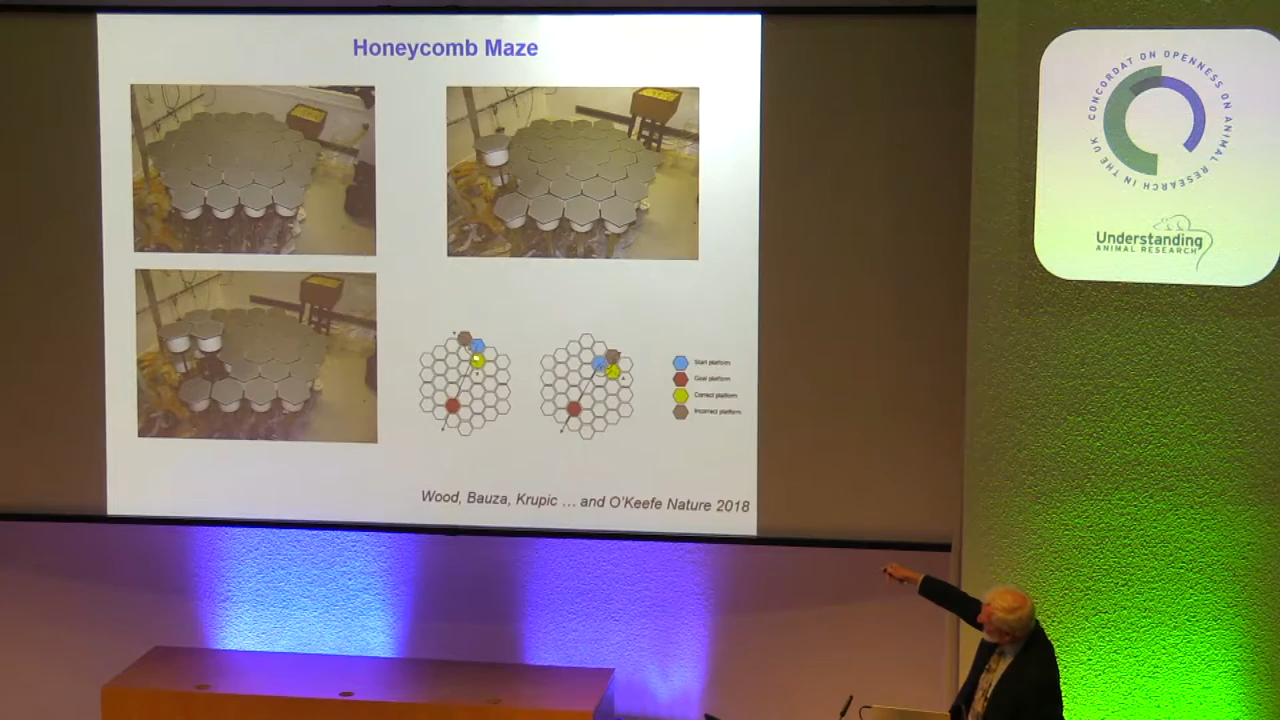 Honeycomb Maze
Start platform
Goal platform
Correct platform
Incorrect platform
Wood, Bauza, Krupic … and O'Keefe Nature 2018
CONCORDAT ON OPENNESS ON ANIMAL RESEARCH IN THE UK
Understanding
ANIMAL RESEARCH